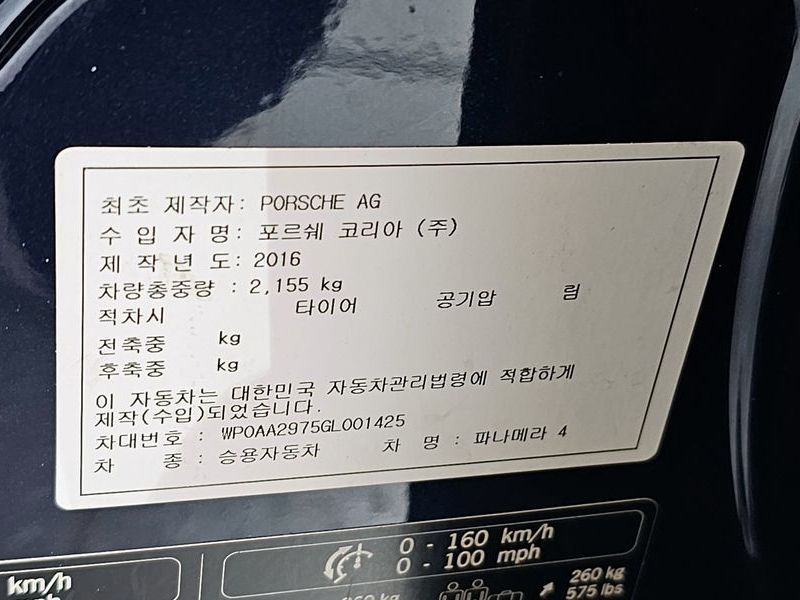 최초 제작자: PORSCHE AG
수 입 자 명: 포르쉐 코리아 (주)
제 작 년 도: 2016
차량총중량 : 2,155 kg
적차시 타이어 공기압 림
전축중 kg
후축중 kg
이 자동차는 대한민국 자동차관리법령에 적합하게
제작(수입)되었습니다.
차대번호 : WP0AA2975GL001425
차 종 : 승용자동차 차 명 : 파나메라 4
0 - 160 km/h
0 - 100 mph
km/h
260 kg
575 lbs